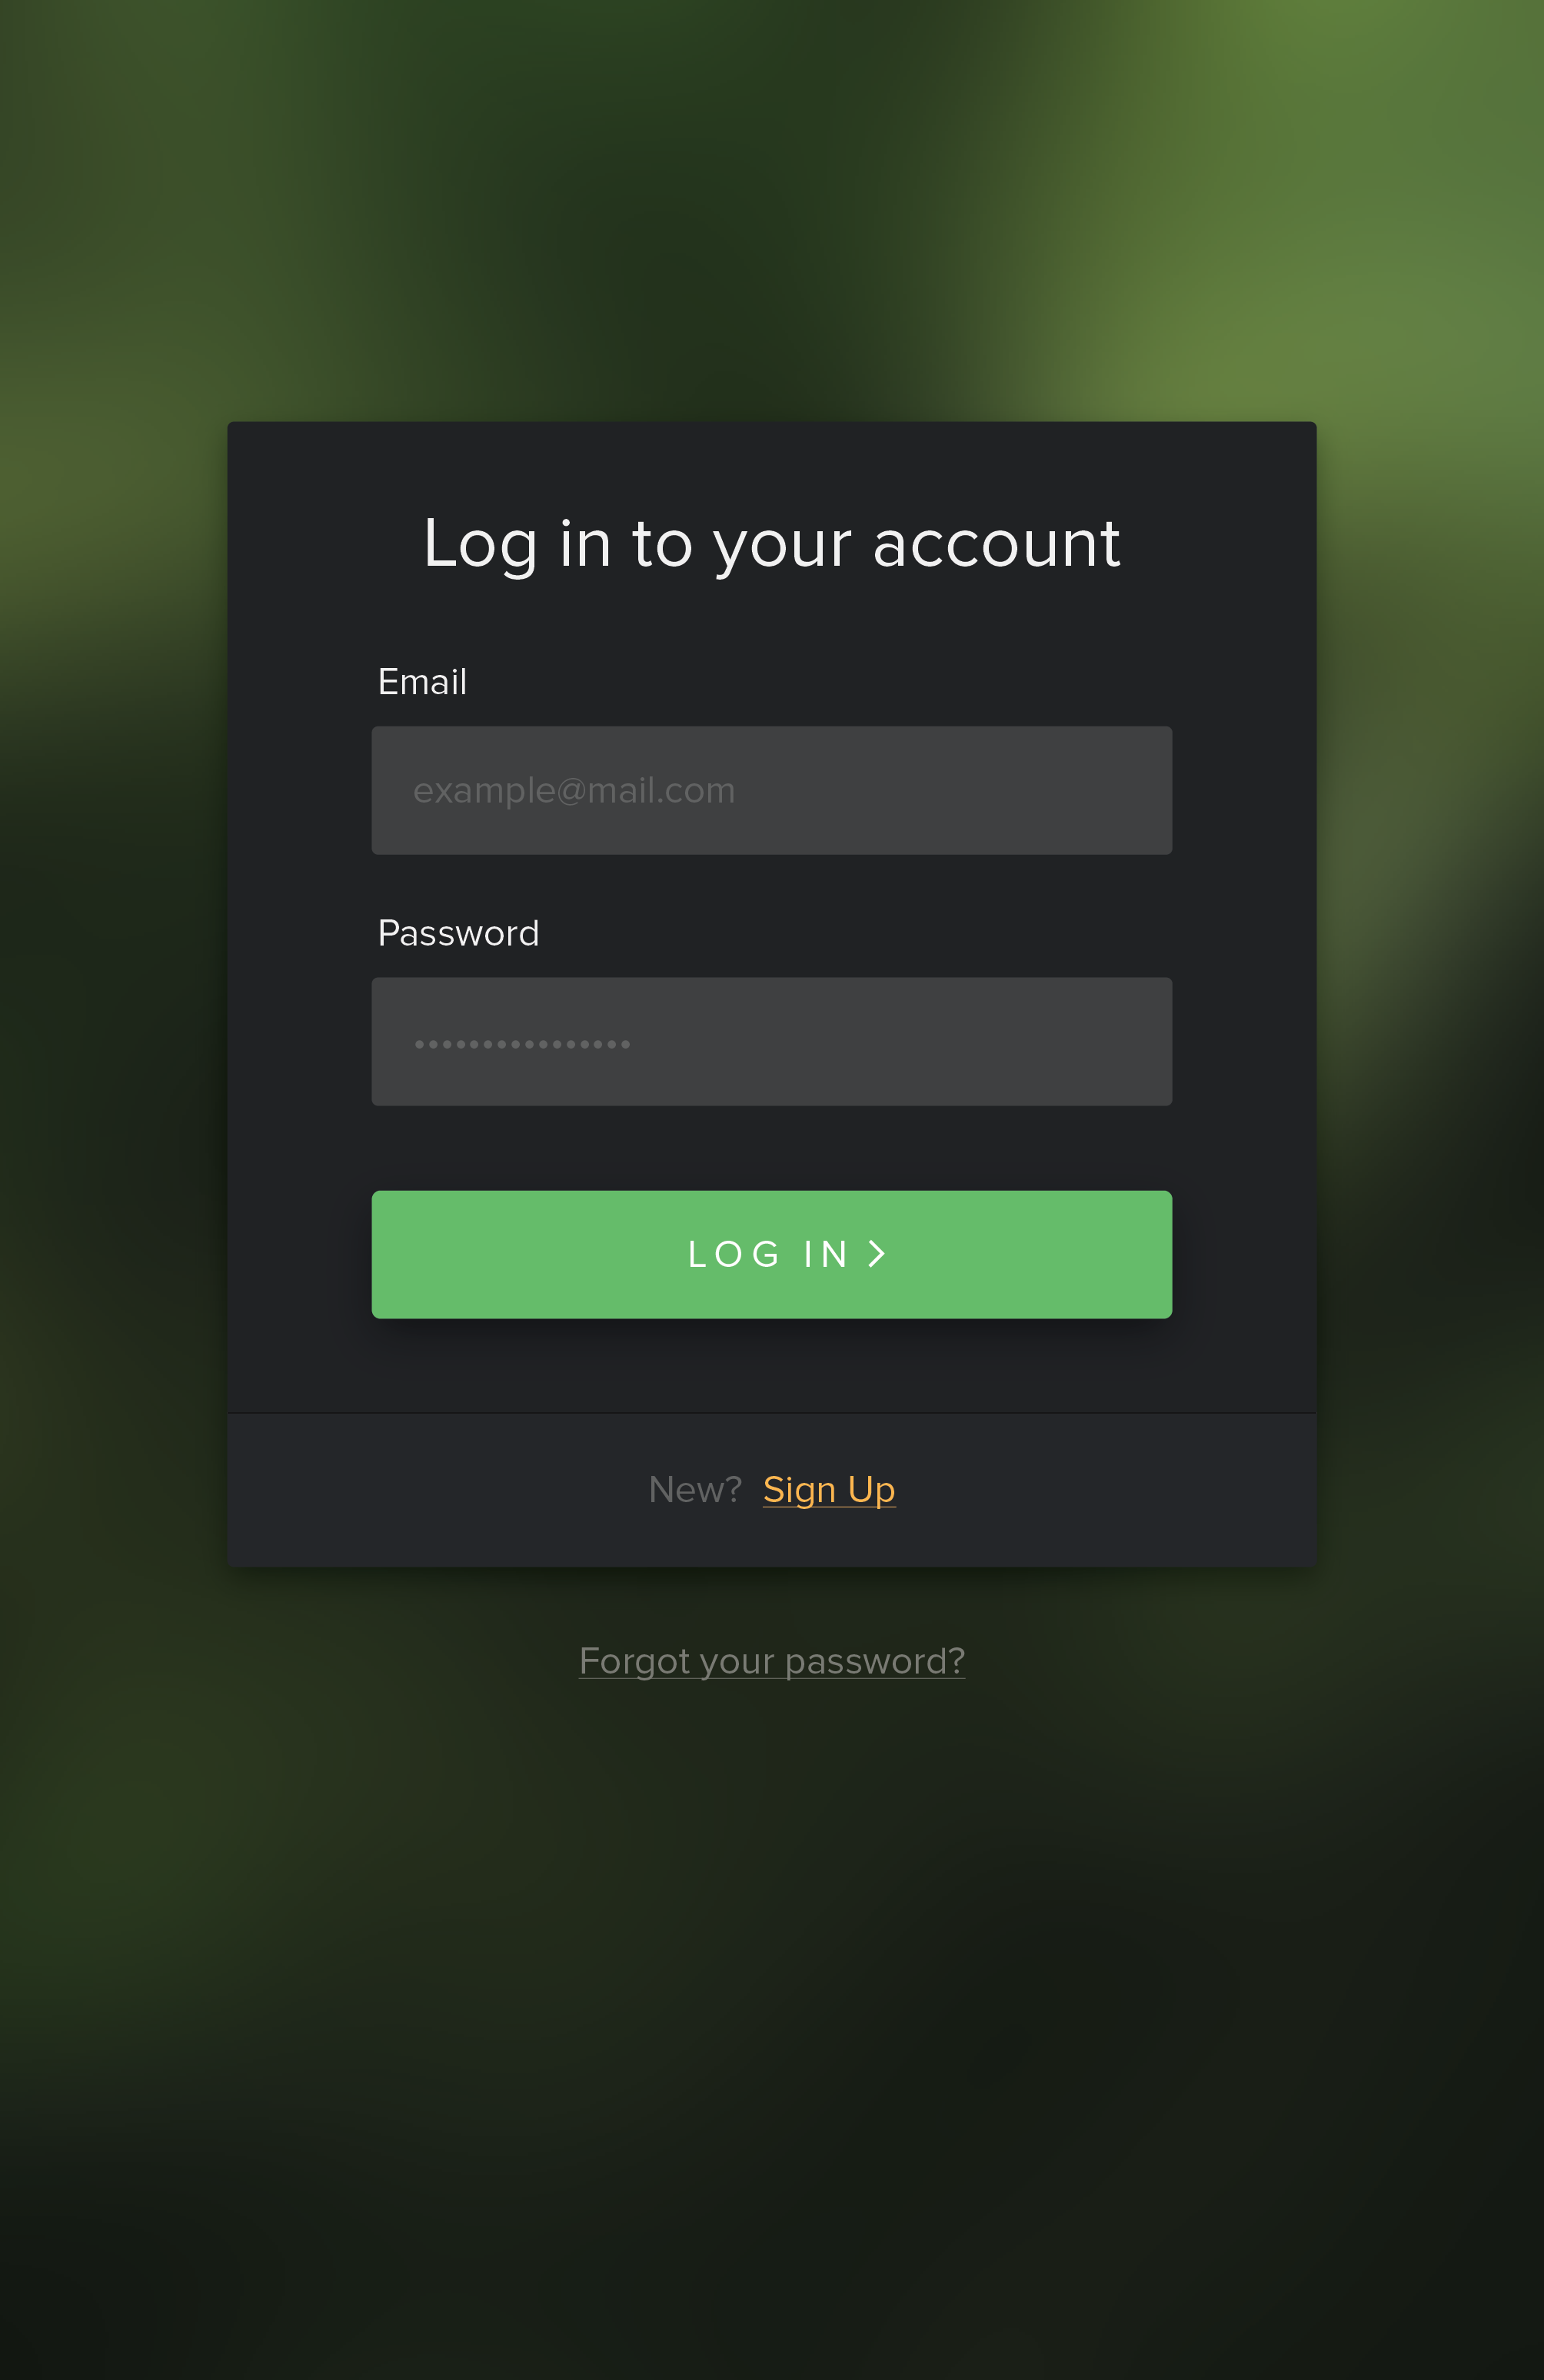 Log in to your account
Email
example@mail.com
Password
••••••••••••••••
LOG IN >
New? Sign Up
Forgot your password?